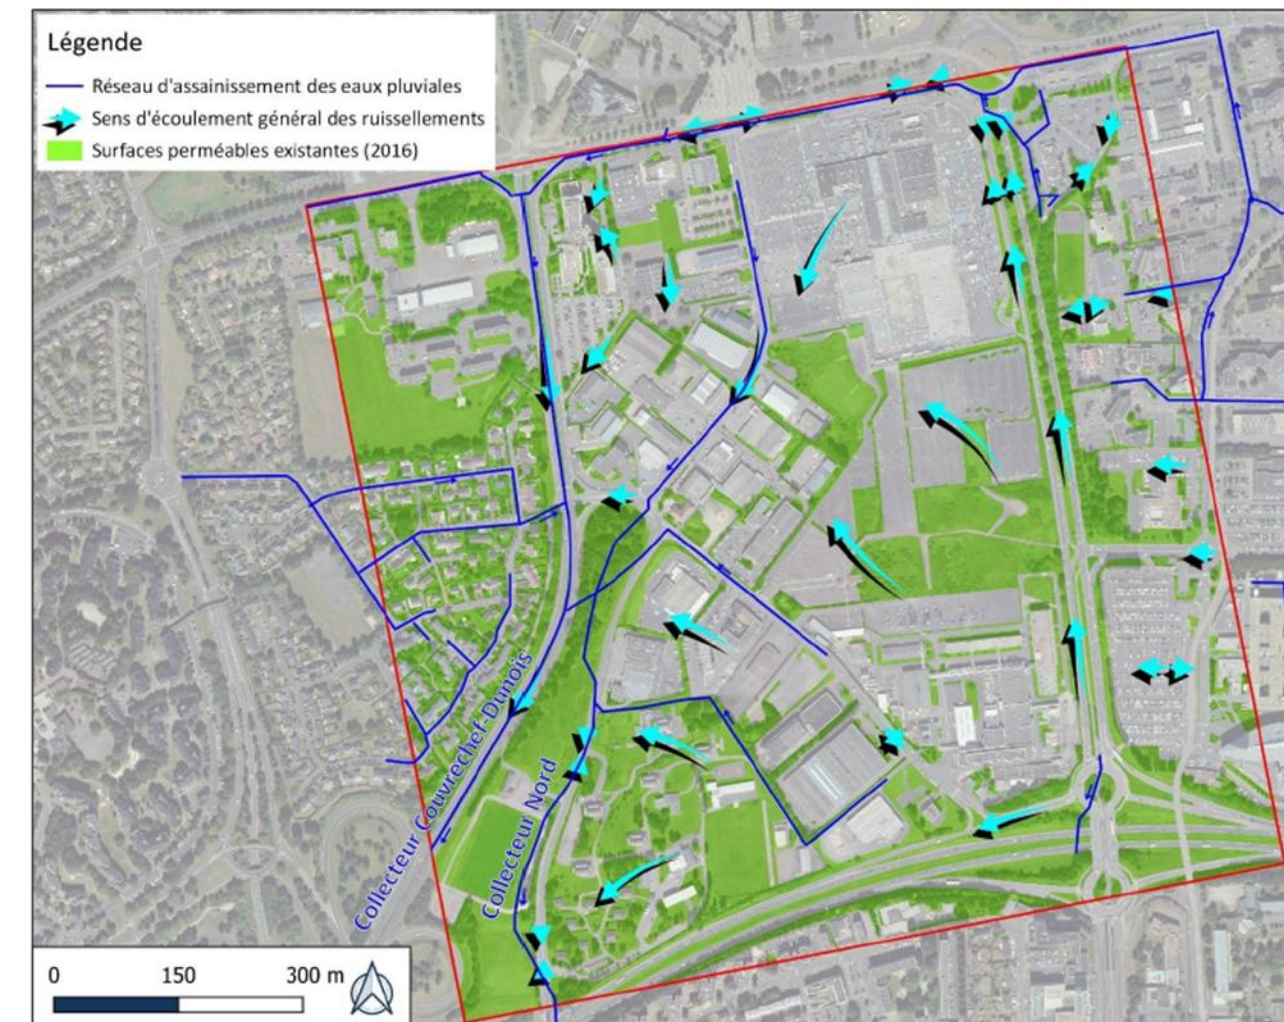 Légende
Réseau d'assainissement des eaux pluviales
Sens d'écoulement général des ruissellements
Surfaces perméables existantes (2016)
Collecteur Couvrechef-Dunois
Collecteur Nord
0 150 300 m